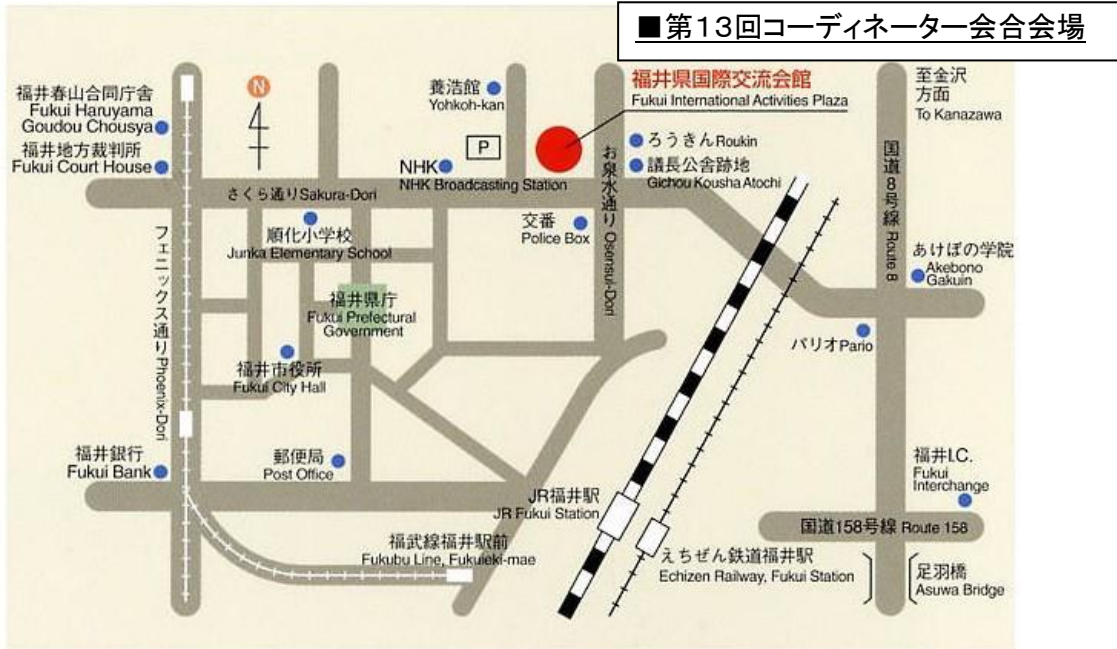 ■第13回コーディネーター会合会場
福井春山合同庁舎
Fukui Haruyama
Goudou Chousya
福井地方裁判所
Fukui Court House
N
養浩館
Yohkoh-kan
福井県国際交流会館
Fukui International Activities Plaza
至金沢
方面
To Kanazawa
P
NHK
NHK Broadcasting Station
ろうきん Roukin
議長公舎跡地
Gichou Kousha Atochi
さくら通り Sakura-Dori
お泉水通り Osensui-Dori
国道8号線 Route 8
交番
Police Box
順化小学校
Junka Elementary School
フェニックス通り Phoenix-Dori
あけぼの学院
Akebono
Gakuin
福井県庁
Fukui Prefectural
Government
パリオ Pario
福井市役所
Fukui City Hall
福井銀行
Fukui Bank
郵便局
Post Office
福井I.C.
Fukui
Interchange
JR福井駅
JR Fukui Station
国道158号線 Route 158
福武線福井駅前
Fukubu Line, Fukuieki-mae
えちぜん鉄道福井駅
Echizen Railway, Fukui Station
足羽橋
Asuwa Bridge